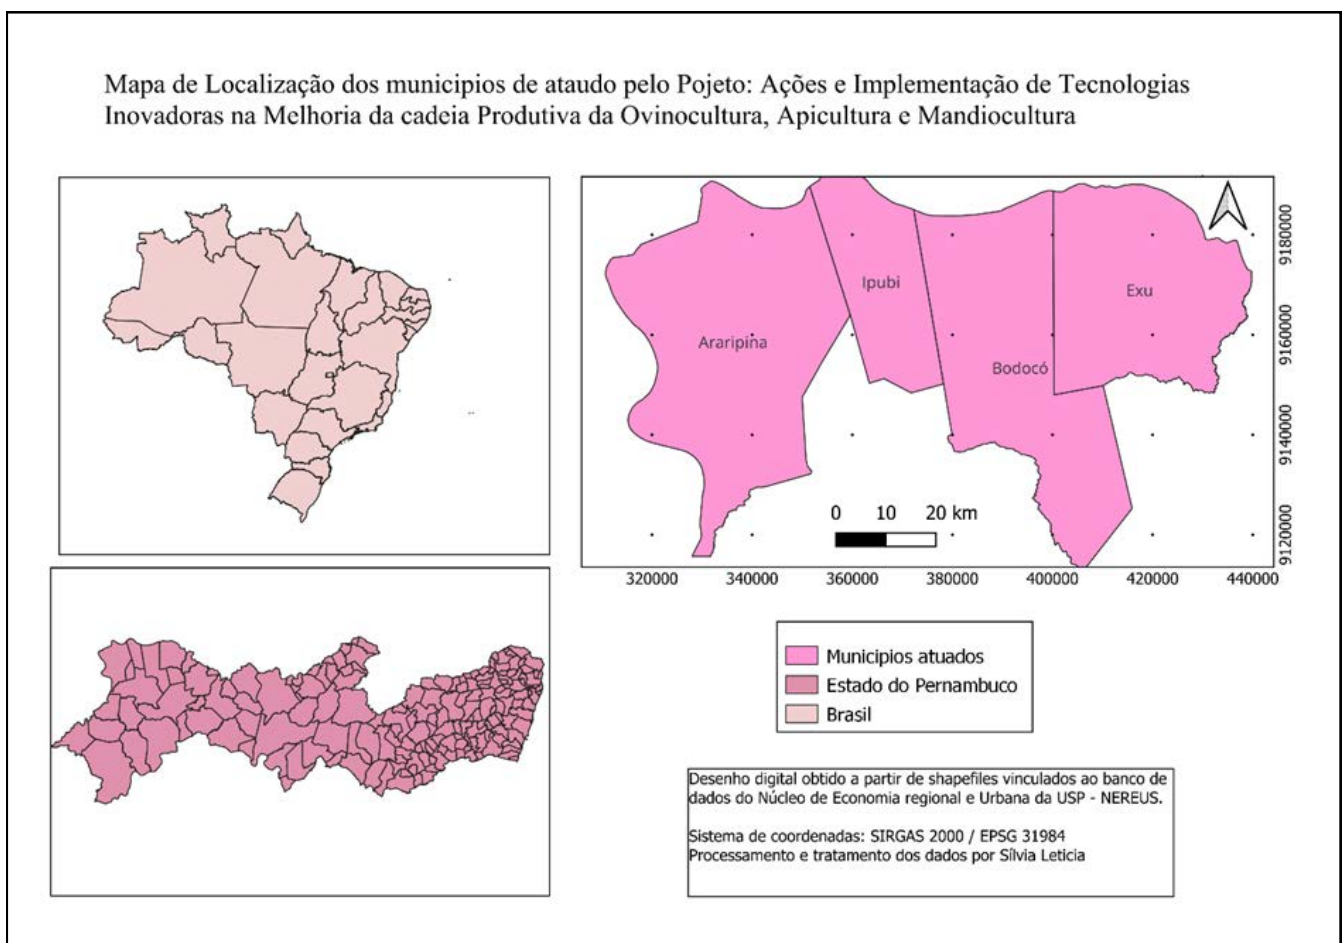 Mapa de Localização dos municipios de ataudo pelo Pojeto: Ações e Implementação de Tecnologias
Inovadoras na Melhoria da cadeia Produtiva da Ovinocultura, Apicultura e Mandiocultura
Araripina
Ipubi
Bodocó
Exu
9180000
9160000
9140000
9120000
0 10 20 km
320000 340000 360000 380000 400000 420000 440000
Municipios atuados
Estado do Pernambuco
Brasil
Desenho digital obtido a partir de shapefiles vinculados ao banco de
dados do Núcleo de Economia regional e Urbana da USP - NEREUS.
Sistema de coordenadas: SIRGAS 2000 / EPSG 31984
Processamento e tratamento dos dados por Sílvia Leticia